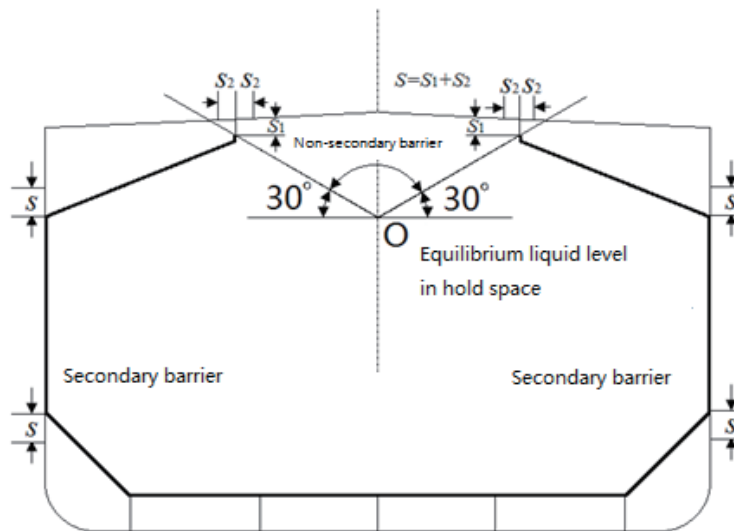 S₂ S₂
S=S₁+S₂
S₂ S₂
S₁
S₁
Non-secondary barrier
S
S
30°
30°
O
Equilibrium liquid level
in hold space
Secondary barrier
Secondary barrier
S
S